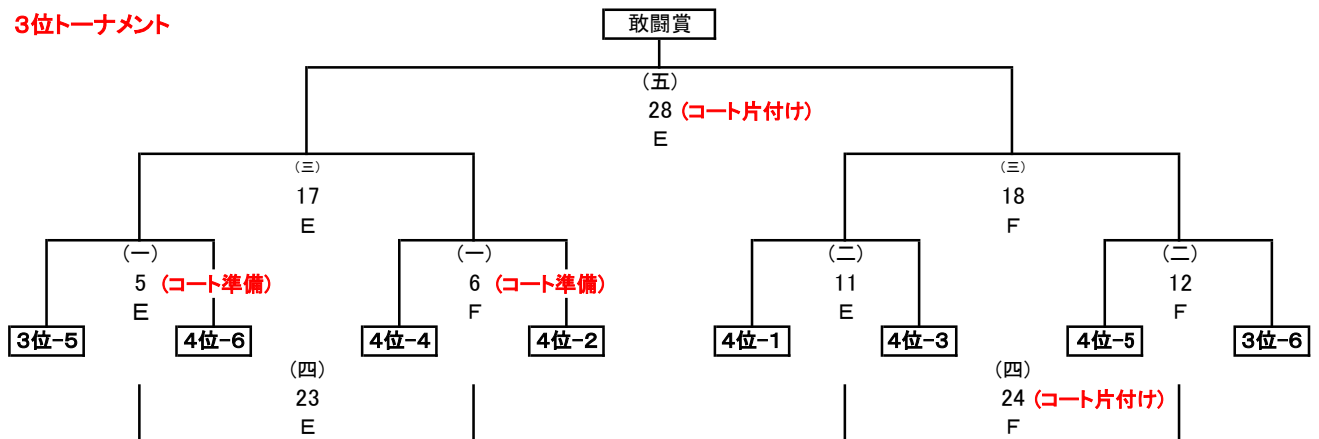 3位トーナメント
敢闘賞
(五)
28 (コート片付け)
E
(三)
(三)
17
18
E
F
(一)
(一)
(二)
(二)
5 (コート準備)
6 (コート準備)
11
12
E
F
E
F
3位-5
4位-6
4位-4
4位-2
4位-1
4位-3
4位-5
3位-6
(四)
(四)
23
24 (コート片付け)
E
F